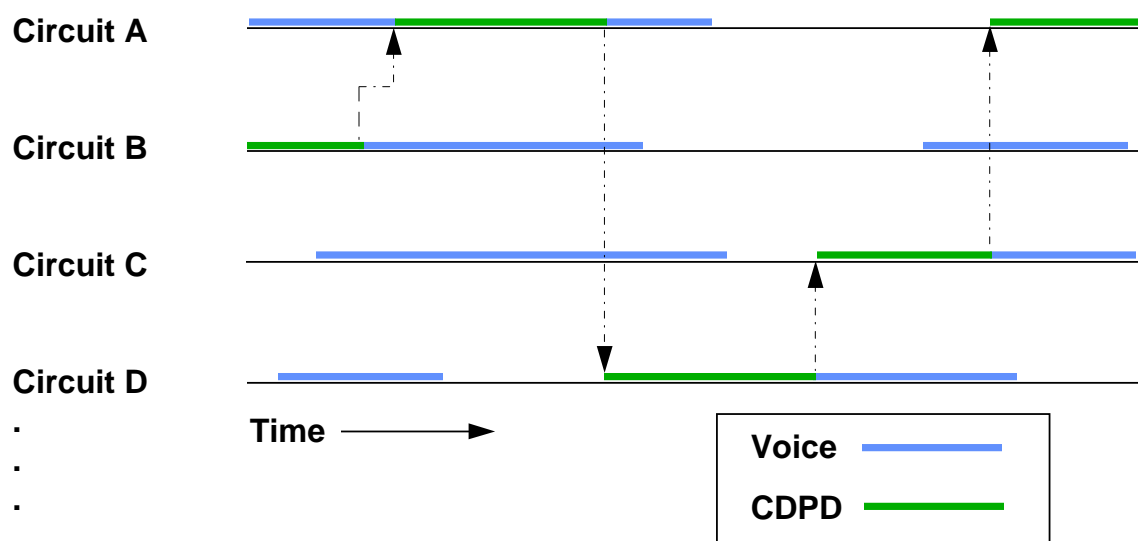 Circuit A
Circuit B
Circuit C
Circuit D
.
.
.
Time
Voice
CDPD